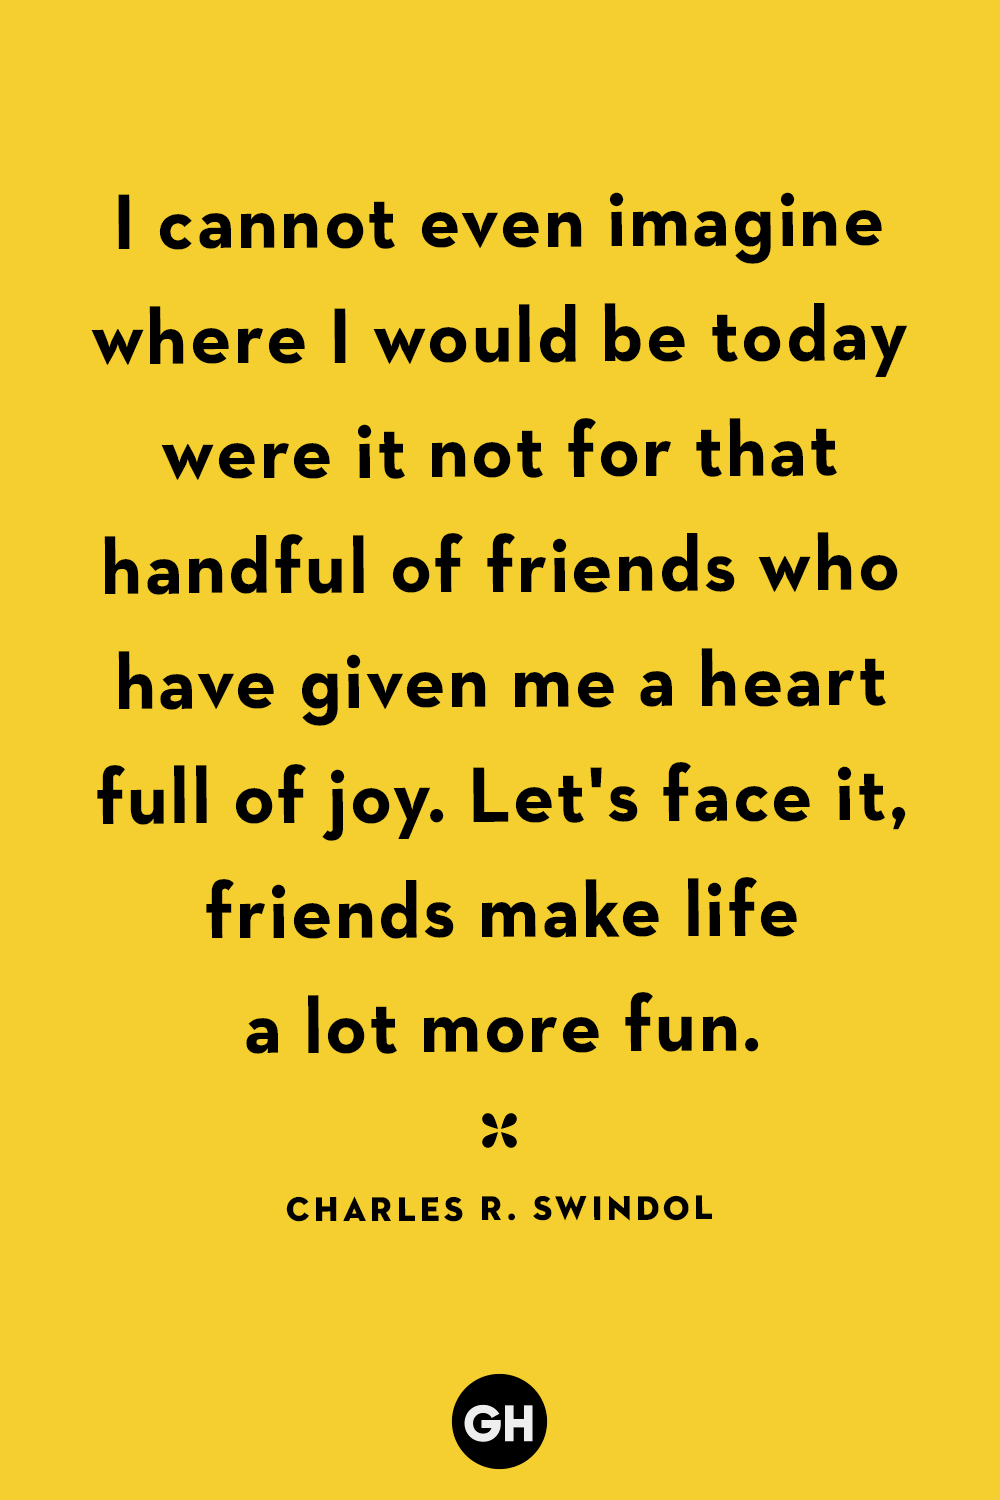 I cannot even imagine
where I would be today
were it not for that
handful of friends who
have given me a heart
full of joy. Let's face it,
friends make life
a lot more fun.
CHARLES R. SWINDOL
GH